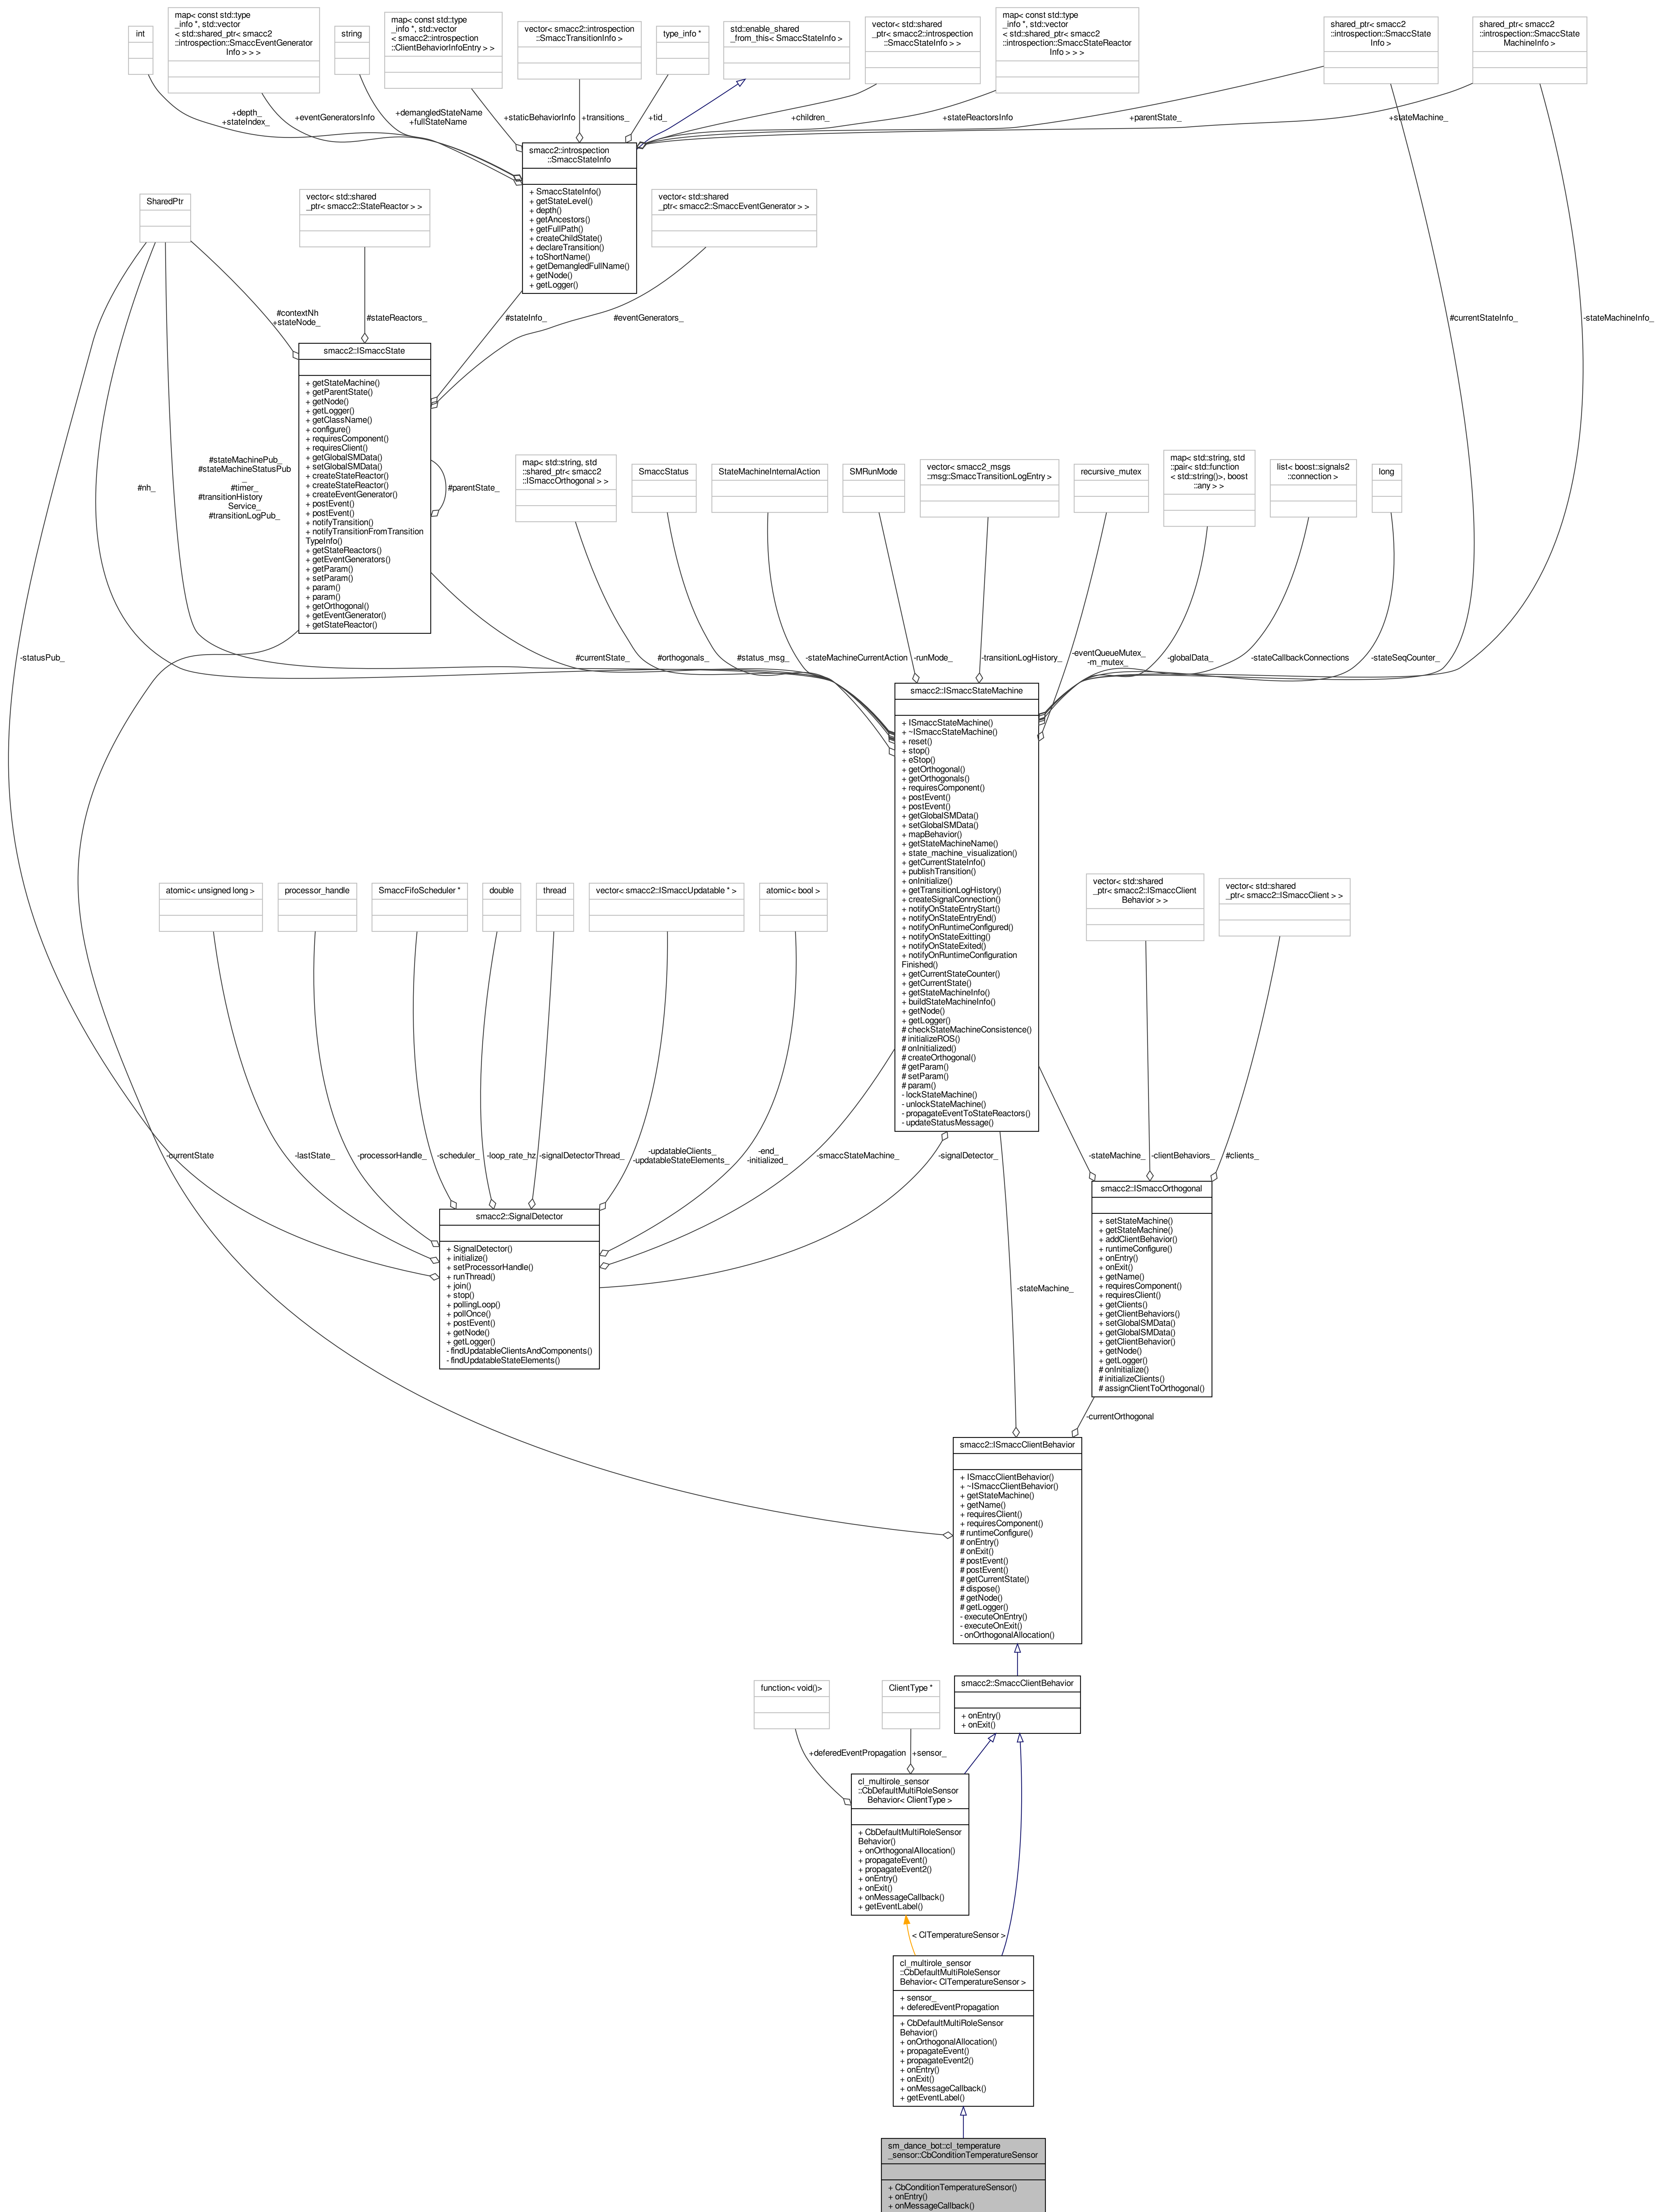 int
map< const std::type
_info *, std::vector
< std::shared_ptr< smacc2
::introspection::SmaccEventGenerator
Info > > >
string
map< const std::type
_info *, std::vector
< smacc2::introspection
::ClientBehaviorInfoEntry > >
vector< smacc2::introspection
::SmaccTransitionInfo >
type_info *
std::enable_shared
_from_this< SmaccStateInfo >
vector< std::shared
_ptr< smacc2::introspection
::SmaccStateInfo > >
map< const std::type
_info *, std::vector
< std::shared_ptr< smacc2
::introspection::SmaccStateReactor
Info > > >
shared_ptr< smacc2
::introspection::SmaccState
Info >
shared_ptr< smacc2
::introspection::SmaccState
MachineInfo >
+depth_
+stateIndex_
+eventGeneratorsInfo
+demangledStateName
+fullStateName
+staticBehaviorInfo
+transitions_
+tid_
+children_
+stateReactorsInfo
+parentState_
+stateMachine_
smacc2::introspection
::SmaccStateInfo
+ SmaccStateInfo()
+ getStateLevel()
+ depth()
+ getAncestors()
+ getFullPath()
+ createChildState()
+ declareTransition()
+ toShortName()
+ getDemangledFullName()
+ getNode()
+ getLogger()
SharedPtr
vector< std::shared
_ptr< smacc2::StateReactor > >
vector< std::shared
_ptr< smacc2::SmaccEventGenerator > >
#contextNh
+stateNode_
#stateReactors_
#stateInfo_
#eventGenerators_
#currentStateInfo_
-stateMachineInfo_
smacc2::ISmaccState
+ getStateMachine()
+ getParentState()
+ getNode()
+ getLogger()
+ getClassName()
+ configure()
+ requiresComponent()
+ requiresClient()
+ getGlobalSMData()
+ setGlobalSMData()
+ createStateReactor()
+ createStateReactor()
+ createEventGenerator()
+ postEvent()
+ postEvent()
+ notifyTransition()
+ notifyTransitionFromTransition
TypeInfo()
+ getStateReactors()
+ getEventGenerators()
+ getParam()
+ setParam()
+ param()
+ param()
+ getOrthogonal()
+ getEventGenerator()
+ getStateReactor()
#parentState_
#nh_
#stateMachinePub_
#stateMachineStatusPub
_
#timer_
#transitionHistory
Service_
#transitionLogPub_
map< std::string, std
::shared_ptr< smacc2
::ISmaccOrthogonal > >
SmaccStatus
StateMachineInternalAction
SMRunMode
vector< smacc2_msgs
::msg::SmaccTransitionLogEntry >
recursive_mutex
map< std::string, std
::pair< std::function
< std::string()>, boost
::any > >
list< boost::signals2
::connection >
long
-statusPub_
#currentState_
#orthogonals_
#status_msg_
-stateMachineCurrentAction
-runMode_
-transitionLogHistory_
-eventQueueMutex_
-m_mutex_
-globalData_
-stateCallbackConnections
-stateSeqCounter_
smacc2::ISmaccStateMachine
+ ISmaccStateMachine()
+ ~ISmaccStateMachine()
+ reset()
+ stop()
+ eStop()
+ getOrthogonal()
+ getOrthogonals()
+ requiresComponent()
+ postEvent()
+ postEvent()
+ getGlobalSMData()
+ setGlobalSMData()
+ mapBehavior()
+ getStateMachineName()
+ state_machine_visualization()
+ getCurrentStateInfo()
+ publishTransition()
+ onInitialize()
+ getTransitionLogHistory()
+ createSignalConnection()
+ notifyOnStateEntryStart()
+ notifyOnStateEntryEnd()
+ notifyOnRuntimeConfigured()
+ notifyOnStateExitting()
+ notifyOnStateExited()
+ notifyOnRuntimeConfiguration
Finished()
+ getCurrentStateCounter()
+ getCurrentState()
+ getStateMachineInfo()
+ buildStateMachineInfo()
+ getNode()
+ getLogger()
# checkStateMachineConsistence()
# initializeROS()
# onInitialized()
# createOrthogonal()
# getParam()
# setParam()
# param()
- lockStateMachine()
- unlockStateMachine()
- propagateEventToStateReactors()
- updateStatusMessage()
atomic< unsigned long >
processor_handle
SmaccFifoScheduler *
double
thread
vector< smacc2::ISmaccUpdatable * >
atomic< bool >
vector< std::shared
_ptr< smacc2::ISmaccClient
Behavior > >
vector< std::shared
_ptr< smacc2::ISmaccClient > >
-currentState
-lastState_
-processorHandle_
-scheduler_
-loop_rate_hz
-signalDetectorThread_
-updatableClients_
-updatableStateElements_
-end_
-initialized_
-smaccStateMachine_
-signalDetector_
-stateMachine_
-clientBehaviors_
#clients_
smacc2::SignalDetector
+ SignalDetector()
+ initialize()
+ setProcessorHandle()
+ runThread()
+ join()
+ stop()
+ pollingLoop()
+ pollOnce()
+ postEvent()
+ getNode()
+ getLogger()
- findUpdatableClientsAndComponents()
- findUpdatableStateElements()
smacc2::ISmaccOrthogonal
+ setStateMachine()
+ getStateMachine()
+ addClientBehavior()
+ runtimeConfigure()
+ onEntry()
+ onExit()
+ getName()
+ requiresComponent()
+ requiresClient()
+ getClients()
+ getClientBehaviors()
+ setGlobalSMData()
+ getGlobalSMData()
+ getClientBehavior()
+ getNode()
+ getLogger()
# onInitialize()
# initializeClients()
# assignClientToOrthogonal()
-stateMachine_
-currentOrthogonal
smacc2::ISmaccClientBehavior
+ ISmaccClientBehavior()
+ ~ISmaccClientBehavior()
+ getStateMachine()
+ getName()
+ requiresClient()
+ requiresComponent()
# runtimeConfigure()
# onEntry()
# onExit()
# postEvent()
# postEvent()
# getCurrentState()
# dispose()
# getNode()
# getLogger()
- executeOnEntry()
- executeOnExit()
- onOrthogonalAllocation()
function< void()>
ClientType *
smacc2::SmaccClientBehavior
+ onEntry()
+ onExit()
+deferedEventPropagation
+sensor_
cl_multirole_sensor
::CbDefaultMultiRoleSensor
Behavior< ClientType >
+ CbDefaultMultiRoleSensor
Behavior()
+ onOrthogonalAllocation()
+ propagateEvent()
+ propagateEvent2()
+ onEntry()
+ onExit()
+ onMessageCallback()
+ getEventLabel()
< ClTemperatureSensor >
cl_multirole_sensor
::CbDefaultMultiRoleSensor
Behavior< ClTemperatureSensor >
+ sensor_
+ deferedEventPropagation
+ CbDefaultMultiRoleSensor
Behavior()
+ onOrthogonalAllocation()
+ propagateEvent()
+ propagateEvent2()
+ onEntry()
+ onExit()
+ onMessageCallback()
+ getEventLabel()
sm_dance_bot::cl_temperature
_sensor::CbConditionTemperatureSensor
+ CbConditionTemperatureSensor()
+ onEntry()
+ onMessageCallback()